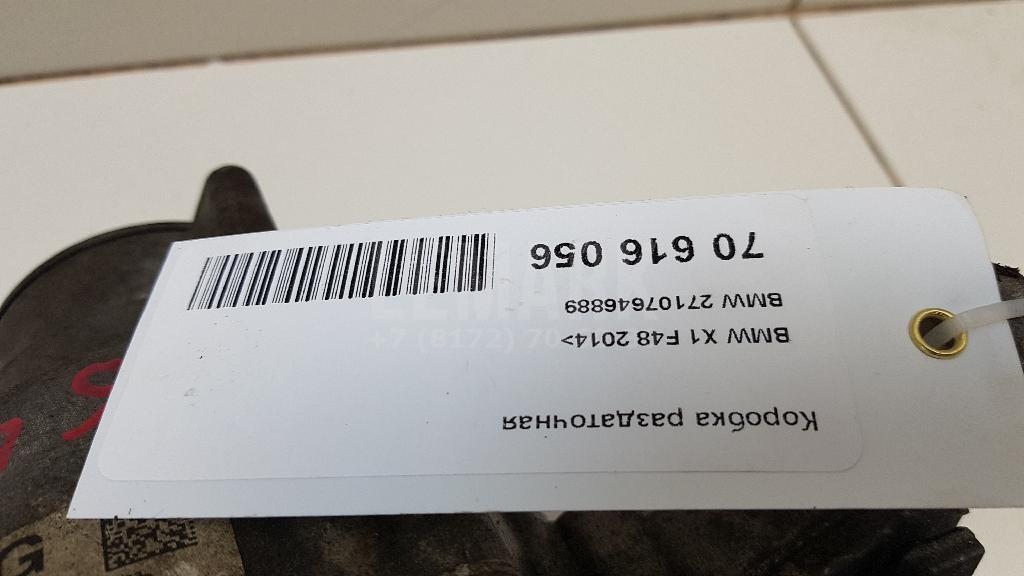 Коробка раздаточная
BMW X1 F48 2014>
BMW 27107646889
70 616 056
G